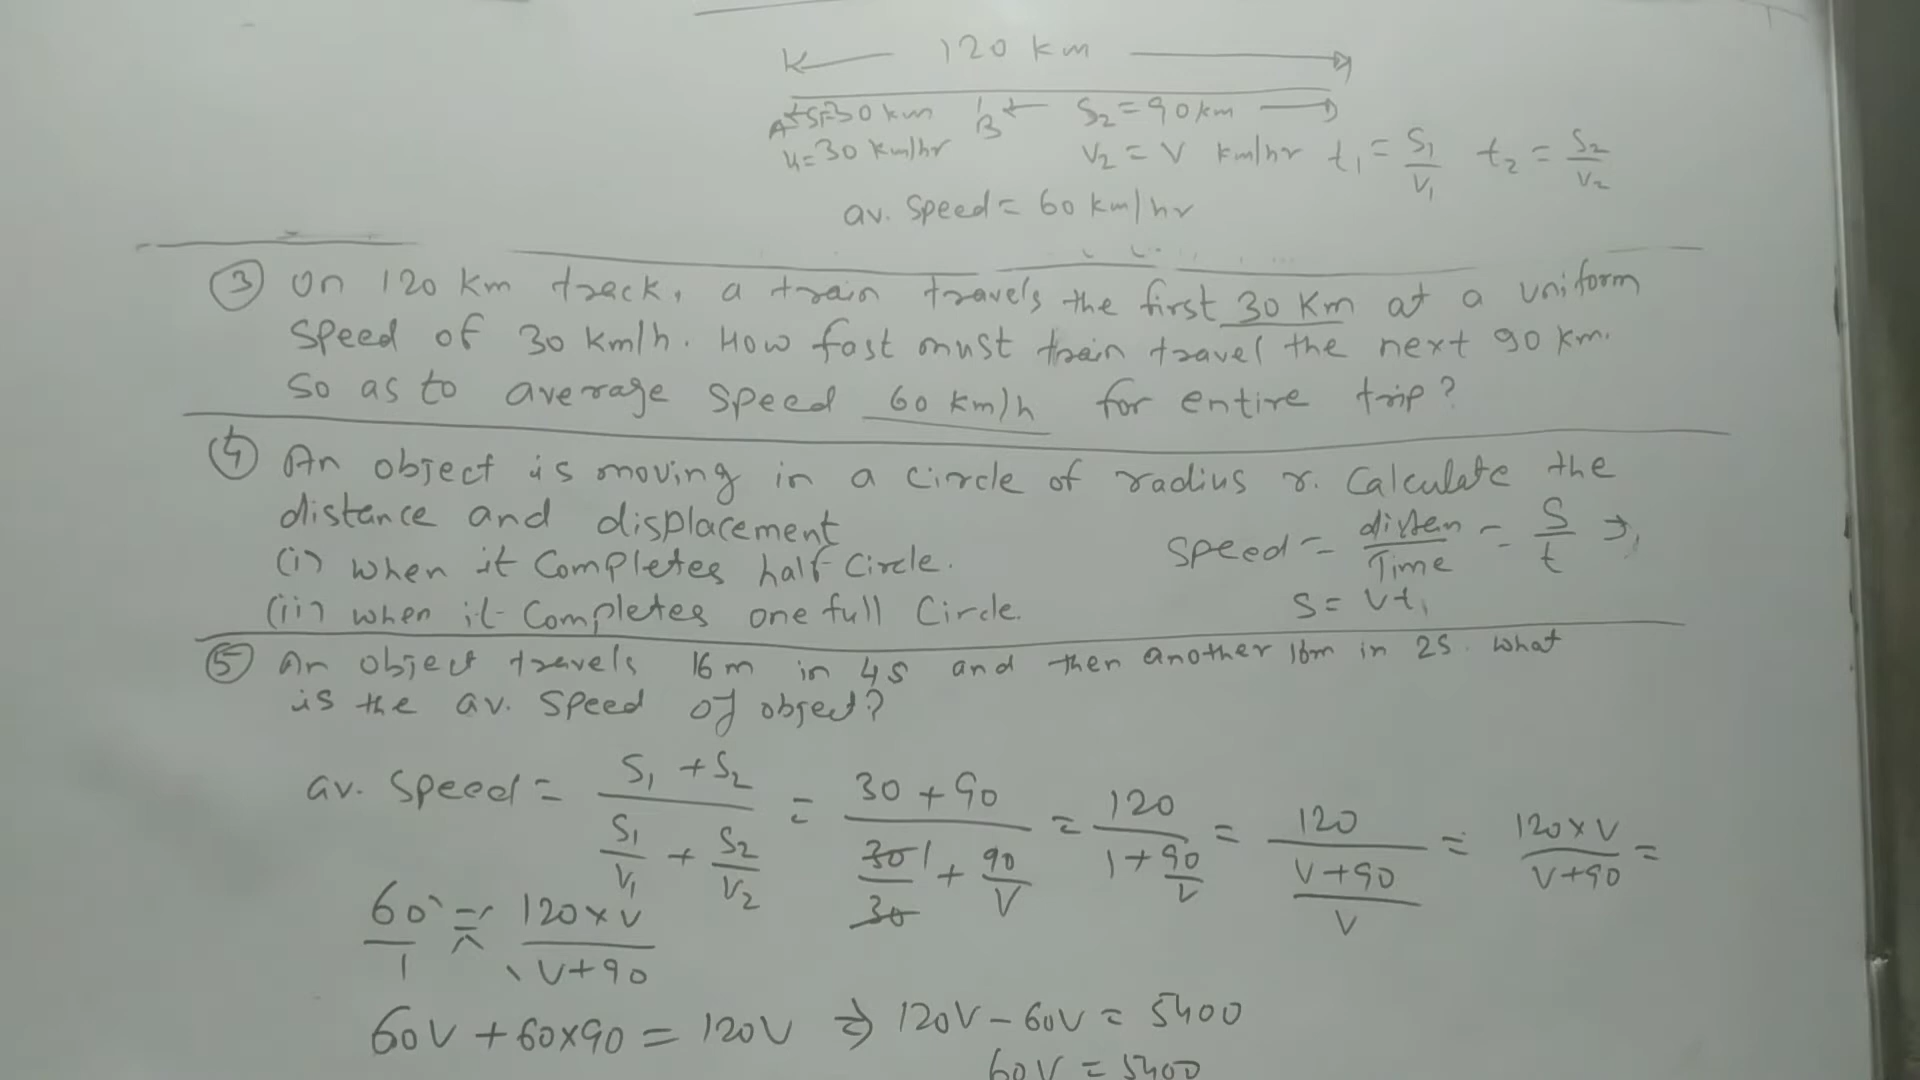 120 km
A S₁=30 km B S₂ = 90 km
V₁=30 km/hr V₂ = V km/hr t₁ = S₁/V₁ t₂ = S₂/V₂
av. speed = 60 km/hr
③ On 120 km track, a train travels the first 30 km at a uniform
speed of 30 km/h. How fast must train travel the next 90 km.
so as to average speed 60 km/h for entire trip?
④ An object is moving in a circle of radius r. Calculate the
distance and displacement
(i) when it completes half circle.
(ii) when it completes one full circle.
speed = distan/Time = S/t ⇒
S = Vt,
⑤ An object travels 16 m in 4s and then another 16m in 2s. what
is the av. speed of object?
av. speed = (S₁ + S₂)/(S₁/V₁ + S₂/V₂) = (30 + 90)/(30/30 1 + 90/V) = 120/(1 + 90/V) = 120/((V+90)/V) = (120×V)/(V+90) =
60/1 = (120×V)/(V+90)
60V + 60×90 = 120V ⇒ 120V - 60V = 5400
60V = 5400